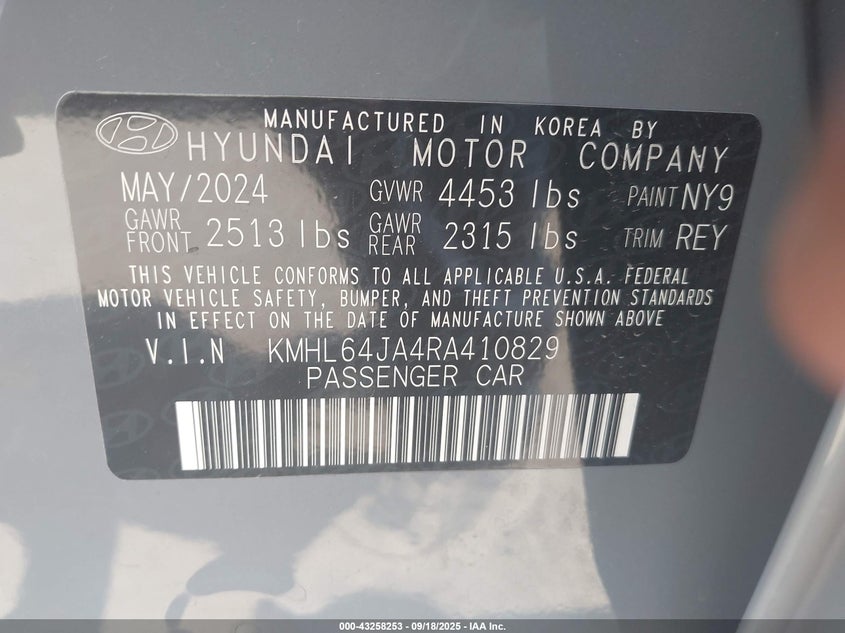 MANUFACTURED IN KOREA BY
HYUNDAI MOTOR COMPANY
MAY/2024 GVWR 4453 lbs PAINT NY9
GAWR FRONT 2513 lbs GAWR REAR 2315 lbs TRIM REY
THIS VEHICLE CONFORMS TO ALL APPLICABLE U.S.A. FEDERAL
MOTOR VEHICLE SAFETY, BUMPER, AND THEFT PREVENTION STANDARDS
IN EFFECT ON THE DATE OF MANUFACTURE SHOWN ABOVE
V.I.N KMHL64JA4RA410829
PASSENGER CAR
000-43258253 - 09/18/2025 - IAA Inc.